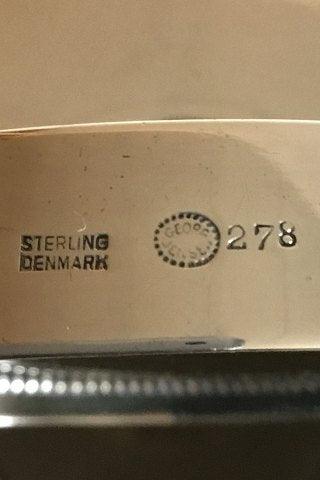 STERLING
DENMARK
GEORG
JENSEN
278